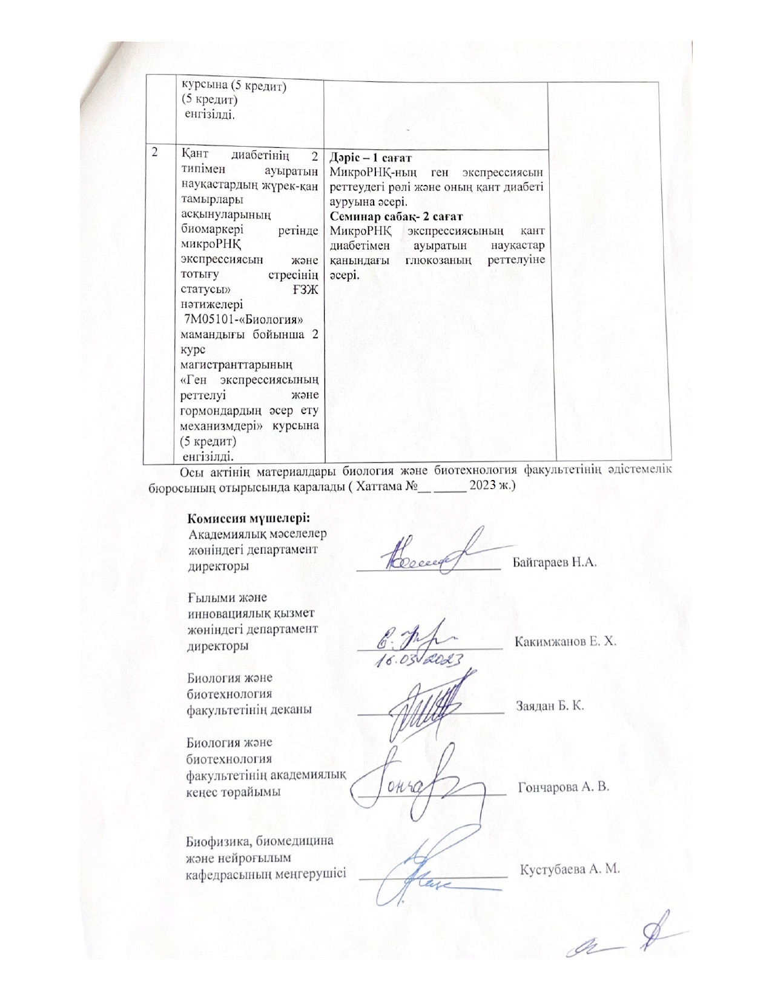 курсына (5 кредит)
(5 кредит)
енгізілді.
2
Қант диабетінің 2
типімен ауыратын
науқастардың жүрек-қан
тамырлары
асқынуларының
биомаркері ретінде
микроРНҚ
экспрессиясын және
тотығу стресінің
статусы» ҒЗЖ
нәтижелері
7М05101-«Биология»
мамандығы бойынша 2
курс
магистранттарының
«Ген экспрессиясының
реттелуі және
гормондардың әсер ету
механизмдері» курсына
(5 кредит)
енгізілді.
Дәріс – 1 сағат
МикроРНҚ-ның ген экспрессиясын
реттеудегі рөлі және оның қант диабеті
ауруына әсері.
Семинар сабақ- 2 сағат
МикроРНҚ экспрессиясының қант
диабетімен ауыратын науқастар
қанындағы глюкозаның реттелуіне
әсері.
Осы актінің материалдары биология және биотехнология факультетінің әдістемелік
бюросының отырысында қаралады ( Хаттама №__ _____ 2023 ж.)
Комиссия мүшелері:
Академиялық мәселелер
жөніндегі департамент
директоры
Байгараев Н.А.
Ғылыми және
инновациялық қызмет
жөніндегі департамент
директоры
Какимжанов Е. Х.
16.03.2023
Биология және
биотехнология
факультетінің деканы
Заядан Б. К.
Биология және
биотехнология
факультетінің академиялық
кеңес төрайымы
Гончарова А. В.
Биофизика, биомедицина
және нейроғылым
кафедрасының меңгерушісі
Кустубаева А. М.